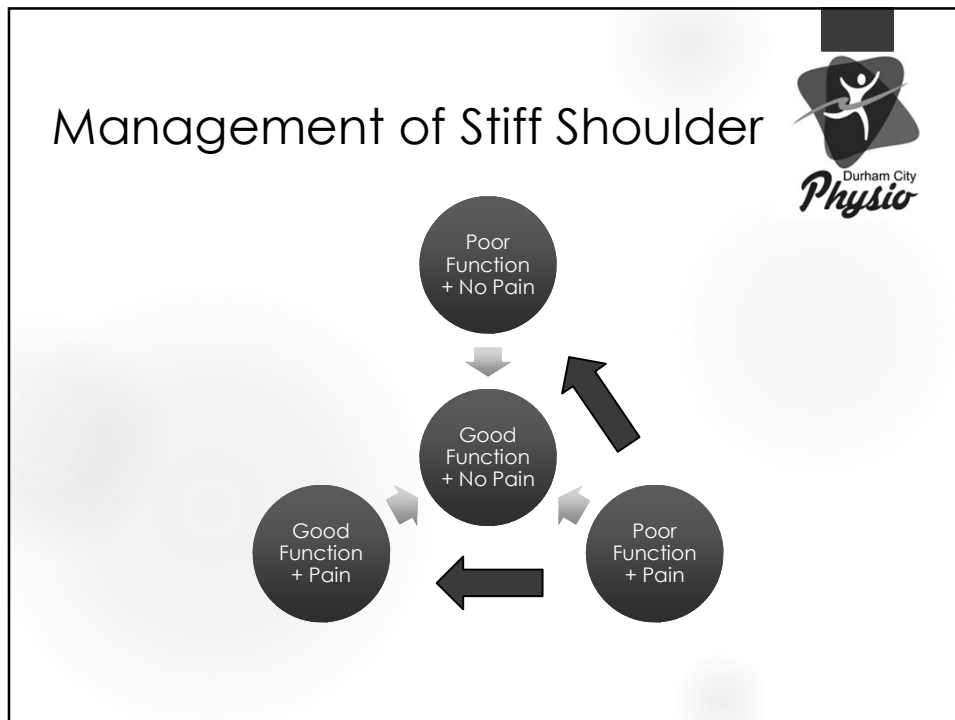 Management of Stiff Shoulder
Durham City
Physio
Poor
Function
+ No Pain
Good
Function
+ No Pain
Good
Function
+ Pain
Poor
Function
+ Pain